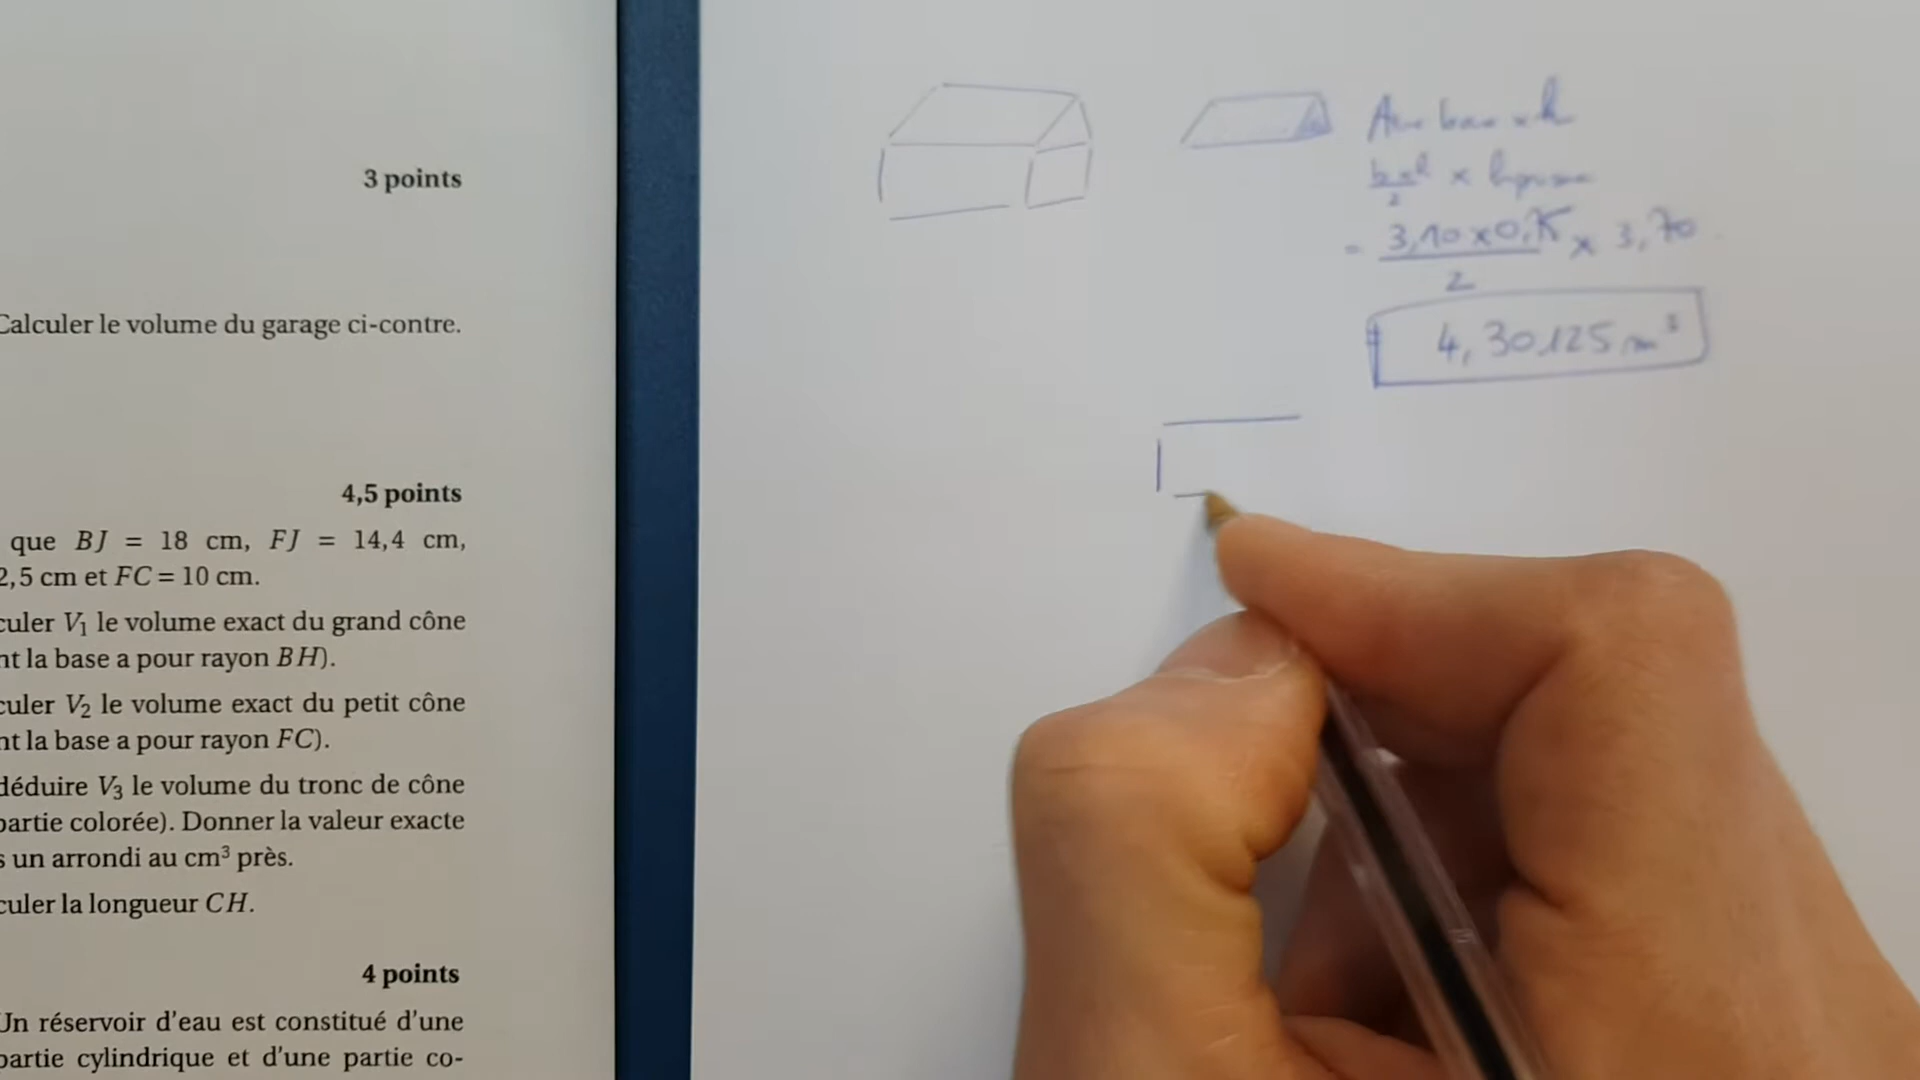 3 points
Calculer le volume du garage ci-contre.
4,5 points
que BJ = 18 cm, FJ = 14,4 cm,
2,5 cm et FC = 10 cm.
culer V1 le volume exact du grand cône
nt la base a pour rayon BH).
culer V2 le volume exact du petit cône
nt la base a pour rayon FC).
déduire V3 le volume du tronc de cône
partie colorée). Donner la valeur exacte
s un arrondi au cm³ près.
culer la longueur CH.
4 points
Un réservoir d'eau est constitué d'une
partie cylindrique et d'une partie co-
Aire base x h
b x h / 2 x hprisme
= 3,10 x 0,75 / 2 x 3,70
4,30125 m³